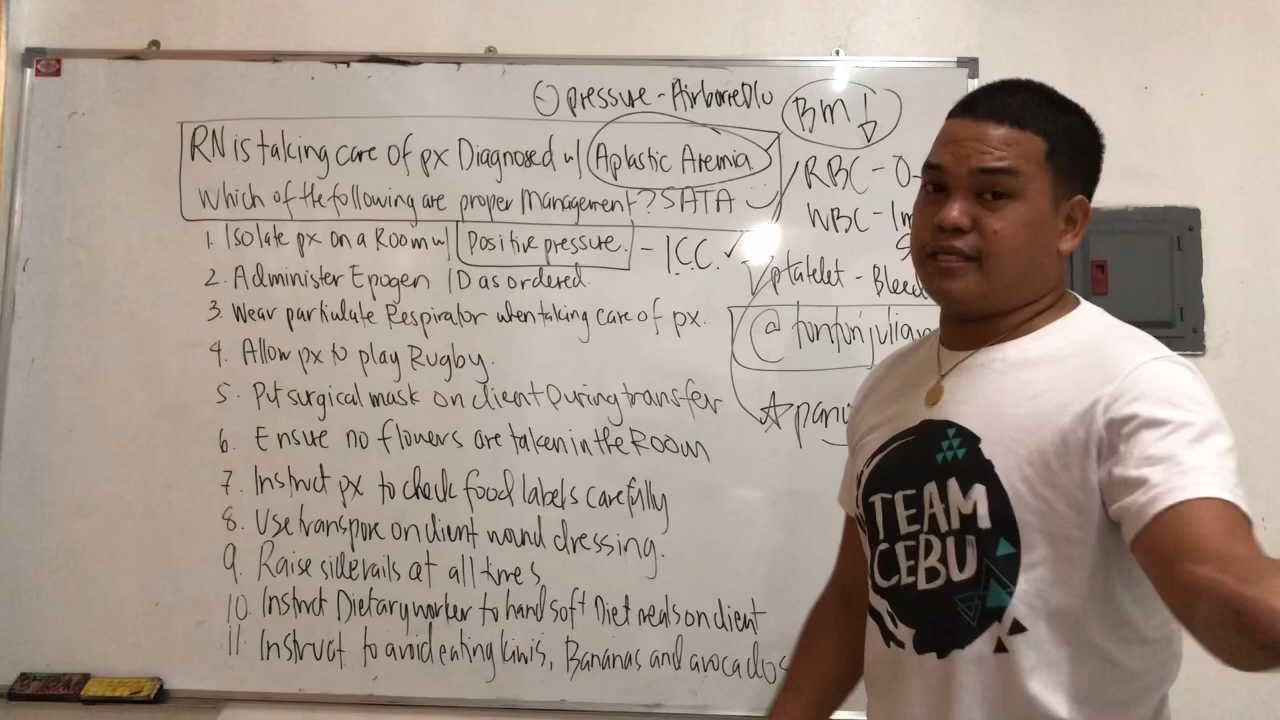 (-) pressure - Airborne Dlo
BM ↓
RN is taking care of px Diagnosed w/ Aplastic Anemia
Which of the following are proper Management? SATA
RBC - O
WBC - Im
1. Isolate px on a Room w/ Positive pressure. - I.C.C. ✓
platelet - Bleed
2. Administer Epogen ID as ordered.
3. Wear particulate Respirator when taking care of px.
@tontonjulian
4. Allow px to play Rugby.
5. Put surgical mask on client During transfer
☆ pany
6. Ensure no flowers are taken in the Room
7. Instruct px to check food labels carefully
8. Use transpore on client wound dressing.
9. Raise siderails at all times
10. Instruct Dietary worker to hand soft Diet meals on client
11. Instruct to avoid eating kiwis, Bananas and avocados
TEAM
CEBU